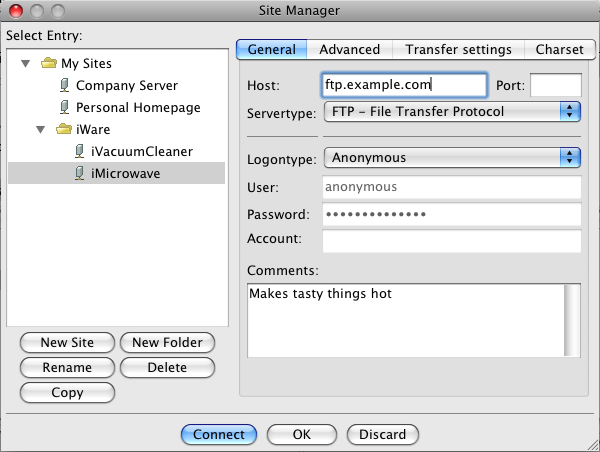 Site Manager
Select Entry:
My Sites
Company Server
Personal Homepage
iWare
iVacuumCleaner
iMicrowave
New Site New Folder
Rename Delete
Copy
General Advanced Transfer settings Charset
Host: ftp.example.com Port:
Servertype: FTP – File Transfer Protocol
Logontype: Anonymous
User: anonymous
Password: ••••••••••••••
Account:
Comments:
Makes tasty things hot
Connect OK Discard